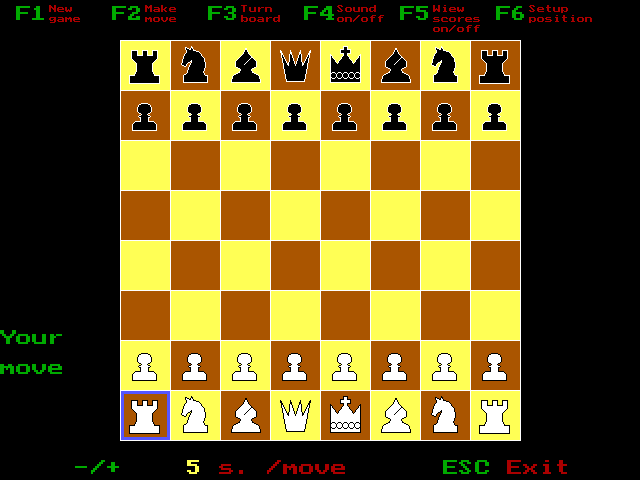 F1 New game F2 Make move F3 Turn board F4 Sound on/off F5 Wiew scores on/off F6 Setup position
Your
move
-/+ 5 s. /move ESC Exit